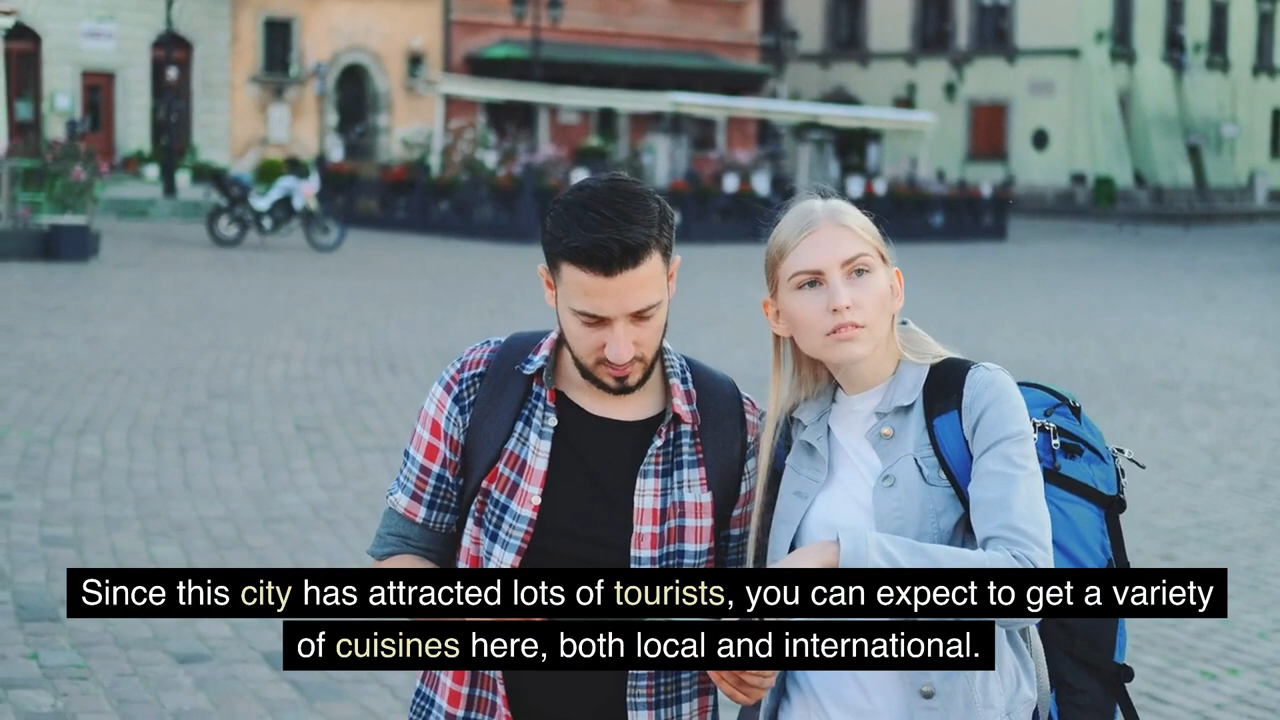 Since this city has attracted lots of tourists, you can expect to get a variety
of cuisines here, both local and international.